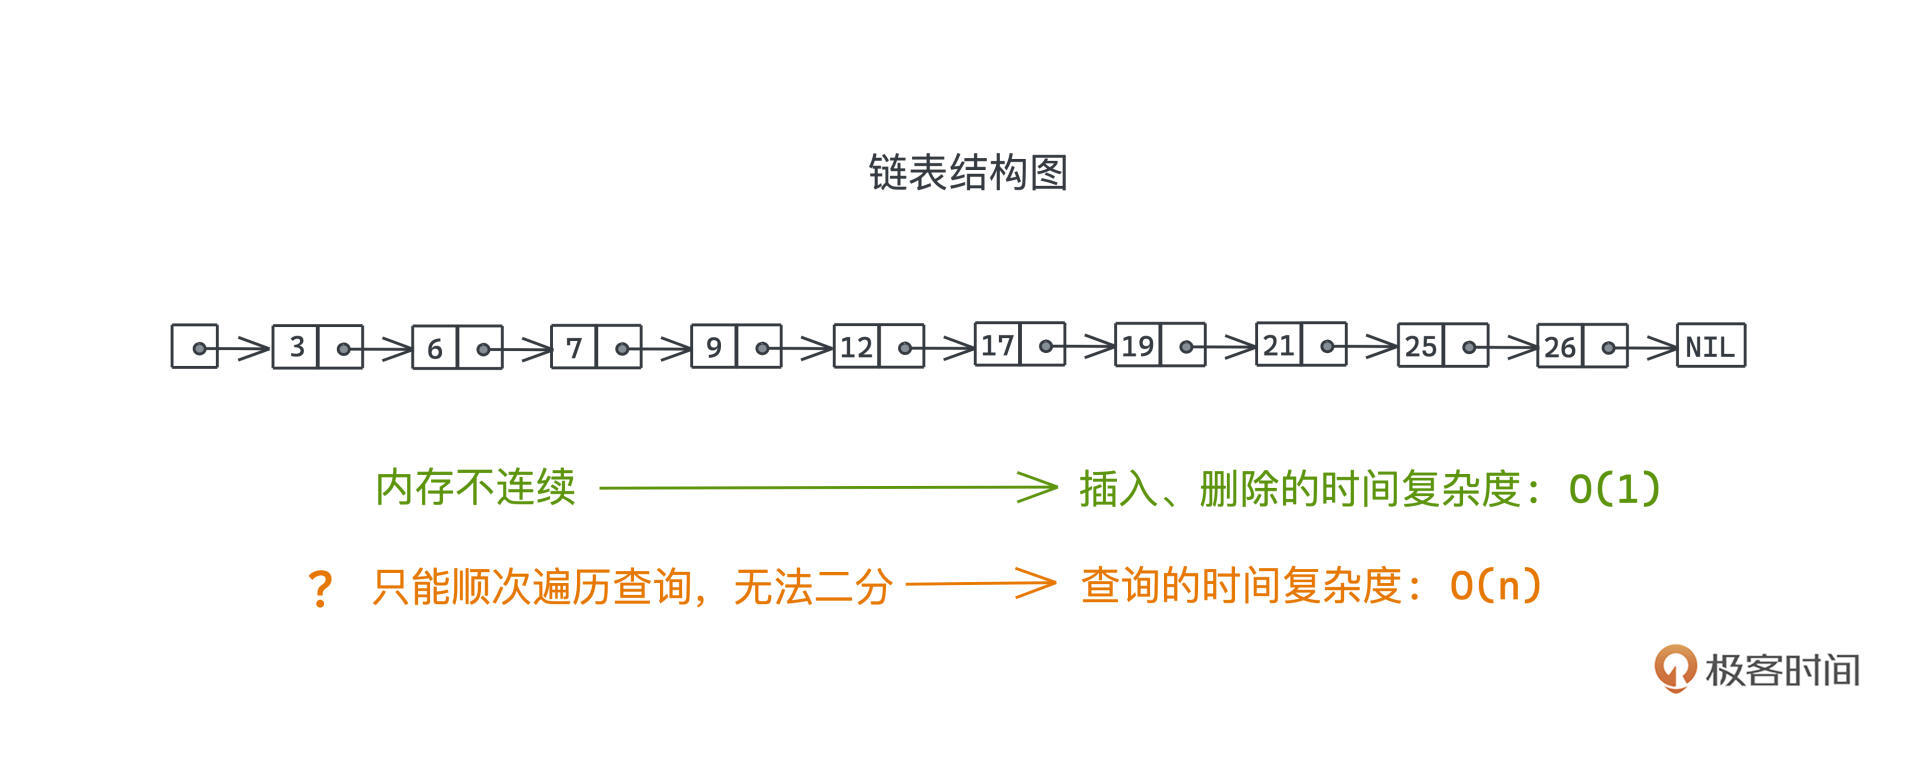 链表结构图
3 6 7 9 12 17 19 21 25 26 NIL
内存不连续 插入、删除的时间复杂度: O(1)
? 只能顺次遍历查询，无法二分 查询的时间复杂度: O(n)
极客时间